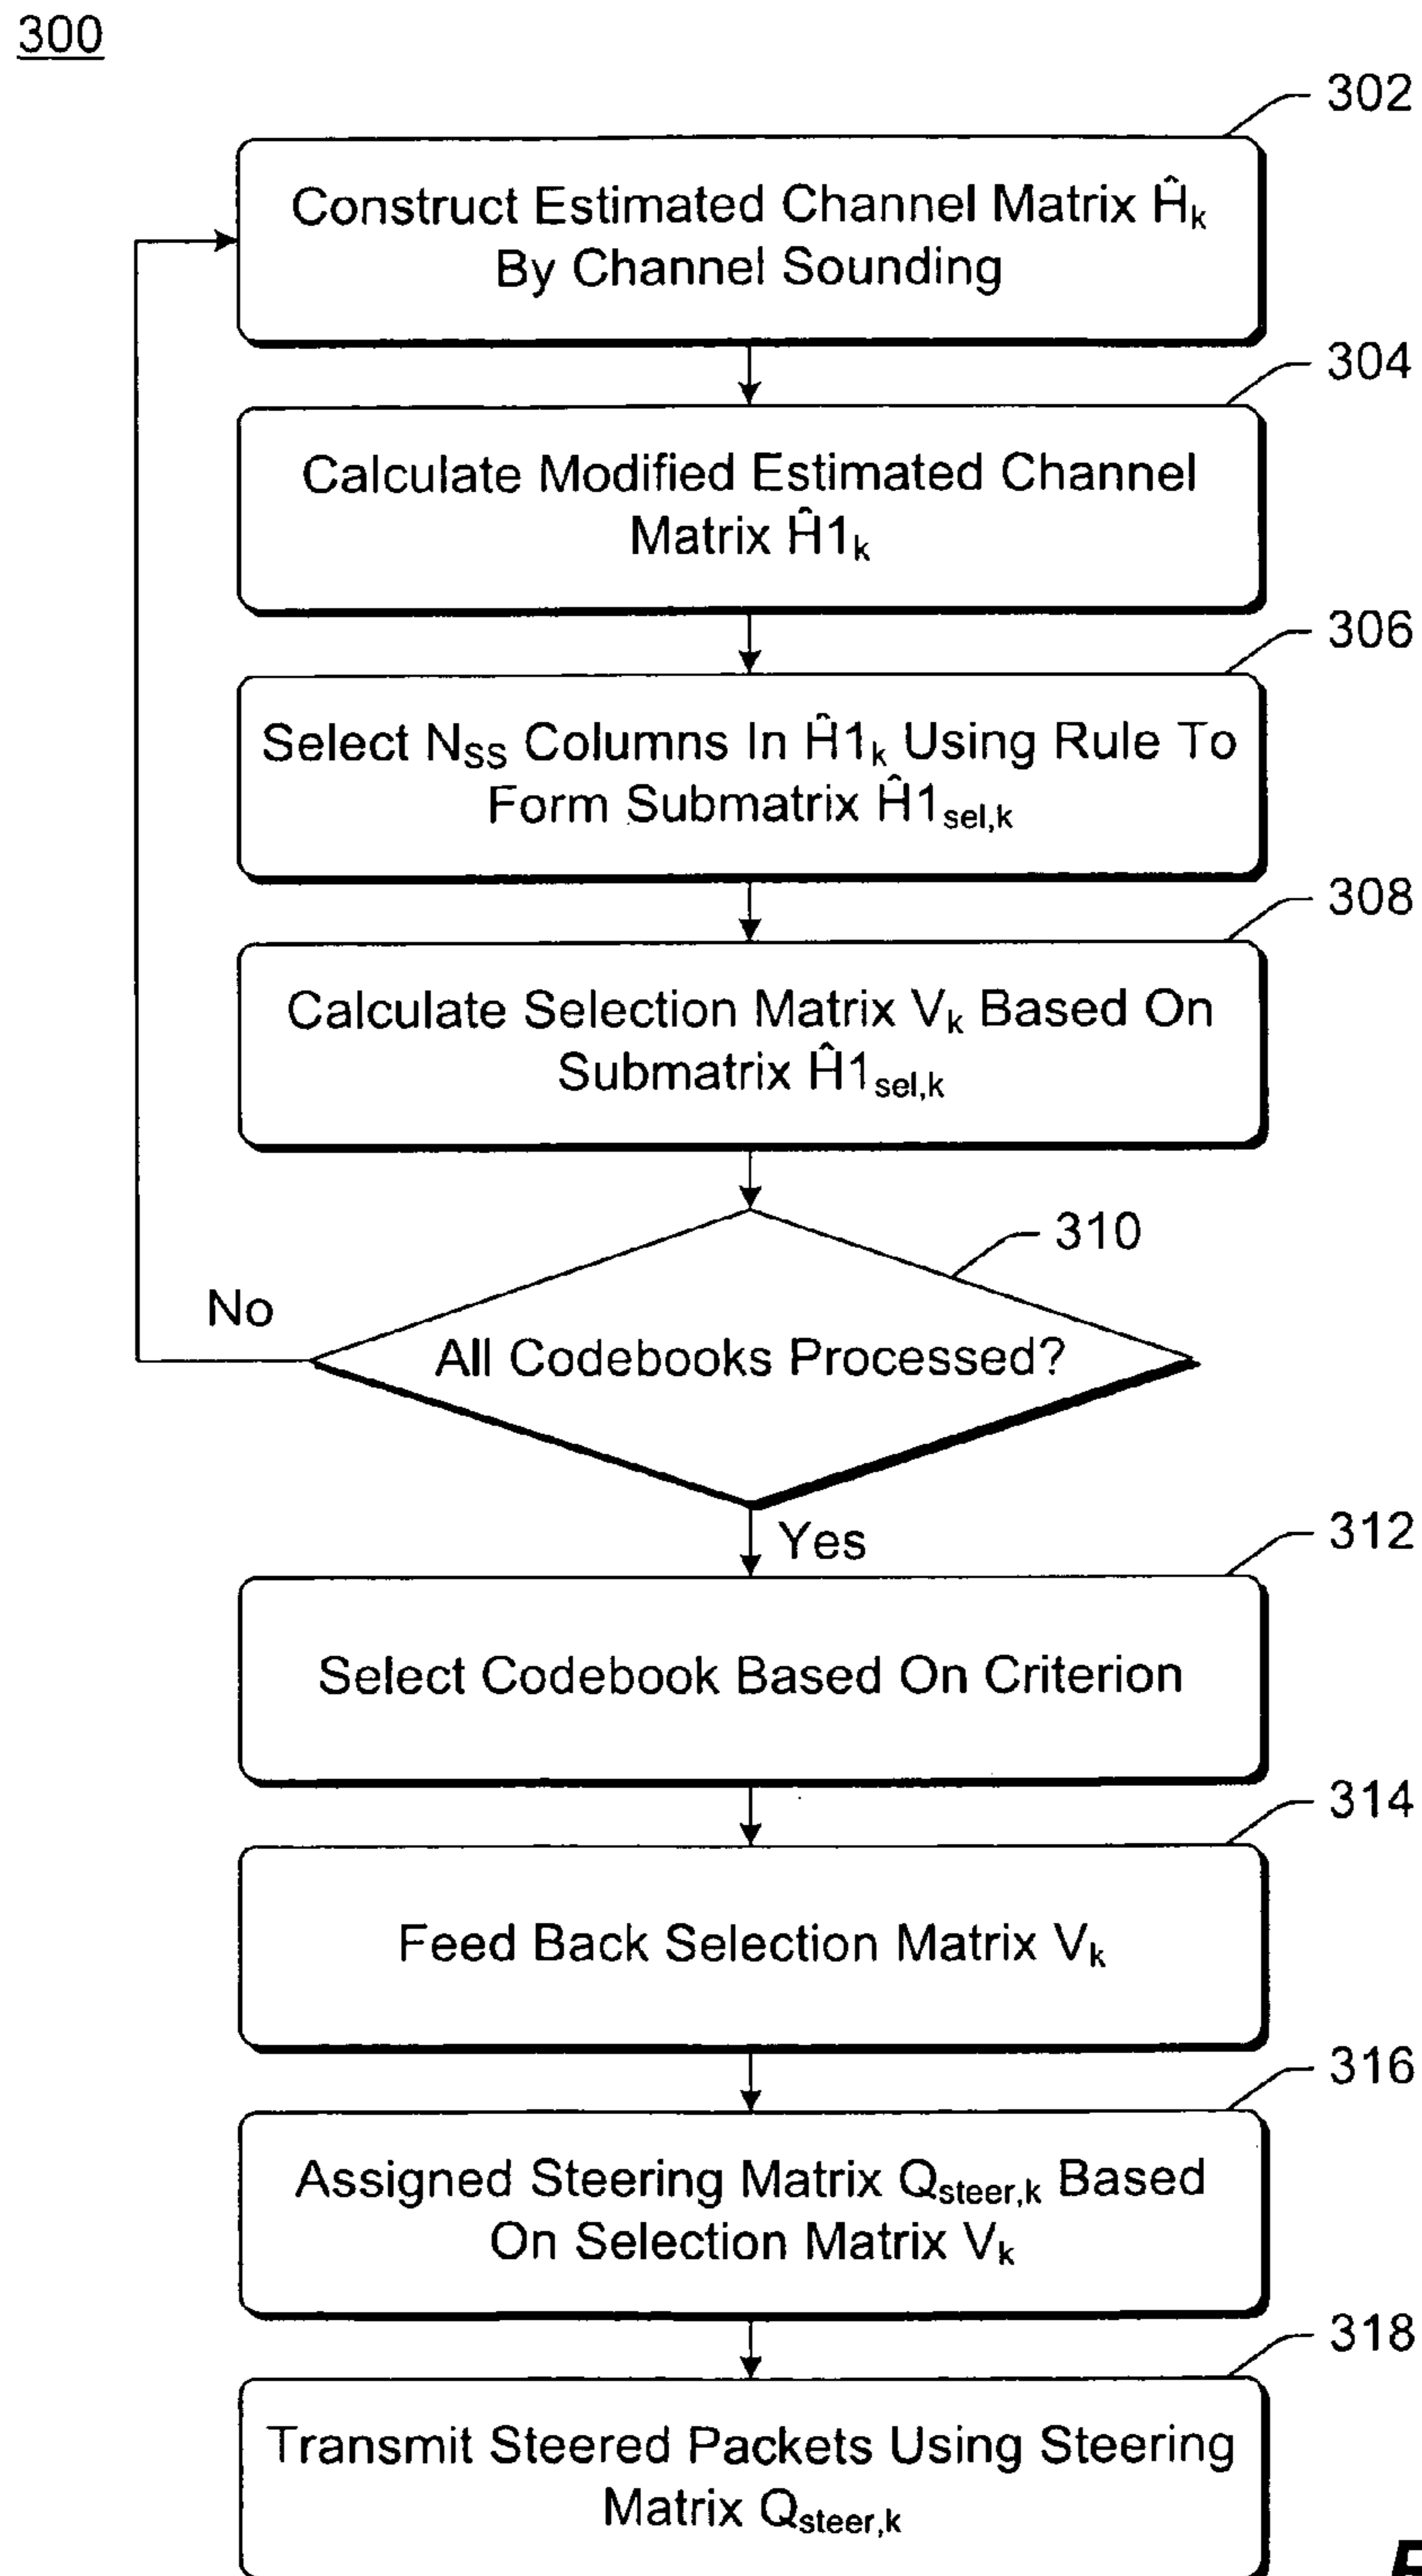 300
302
Construct Estimated Channel Matrix Ĥk
By Channel Sounding
304
Calculate Modified Estimated Channel
Matrix Ĥ1k
306
Select NSS Columns In Ĥ1k Using Rule To
Form Submatrix Ĥ1sel,k
308
Calculate Selection Matrix Vk Based On
Submatrix Ĥ1sel,k
310
No
All Codebooks Processed?
Yes
312
Select Codebook Based On Criterion
314
Feed Back Selection Matrix Vk
316
Assigned Steering Matrix Qsteer,k Based
On Selection Matrix Vk
318
Transmit Steered Packets Using Steering
Matrix Qsteer,k